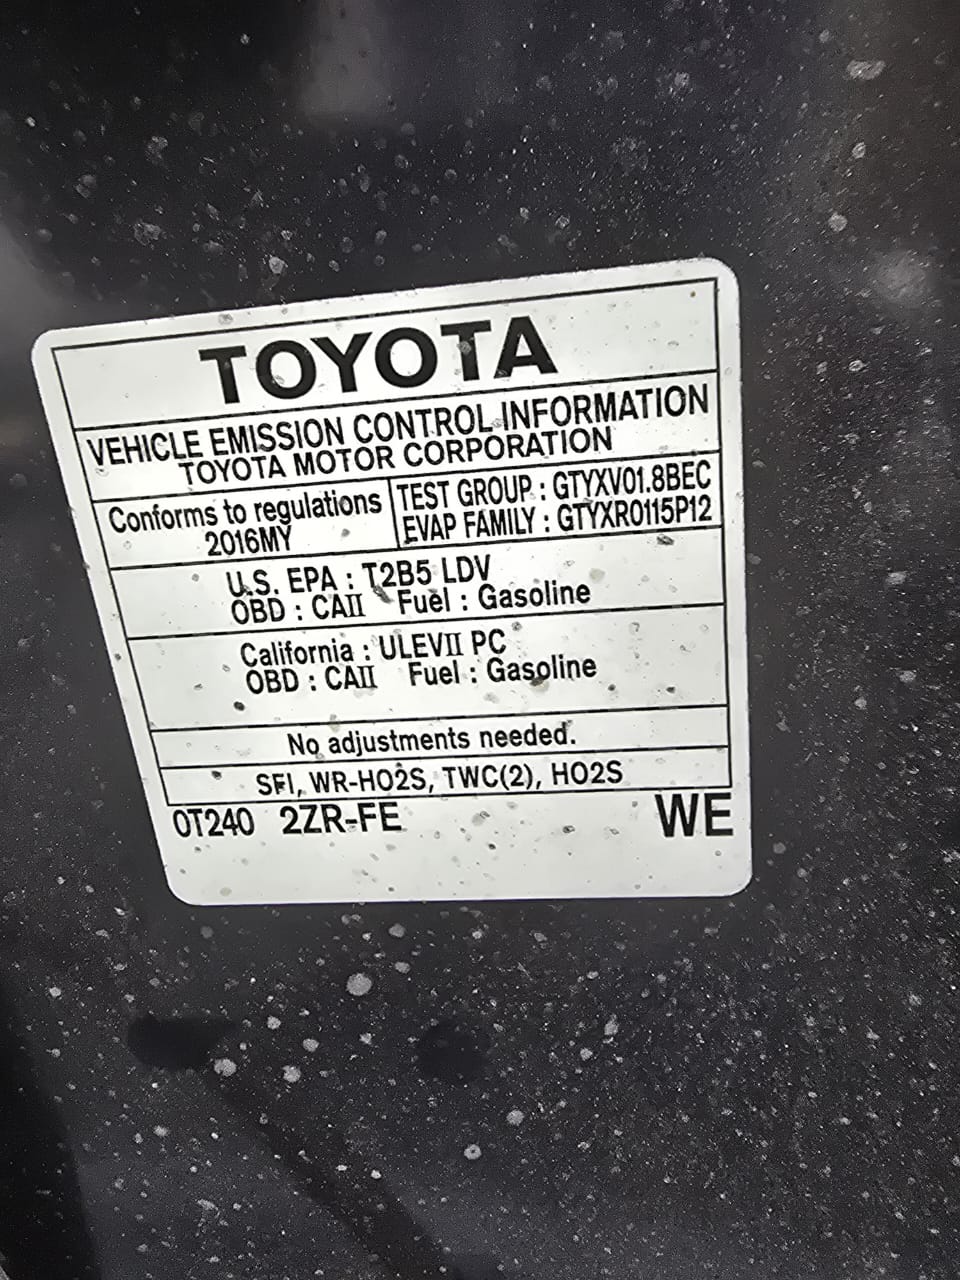 TOYOTA
VEHICLE EMISSION CONTROL INFORMATION
TOYOTA MOTOR CORPORATION
Conforms to regulations
2016MY
TEST GROUP : GTYXV01.8BEC
EVAP FAMILY : GTYXR0115P12
U.S. EPA : T2B5 LDV
OBD : CAII Fuel : Gasoline
California : ULEVII PC
OBD : CAII Fuel : Gasoline
No adjustments needed.
SFI, WR-HO2S, TWC(2), HO2S
0T240 2ZR-FE WE